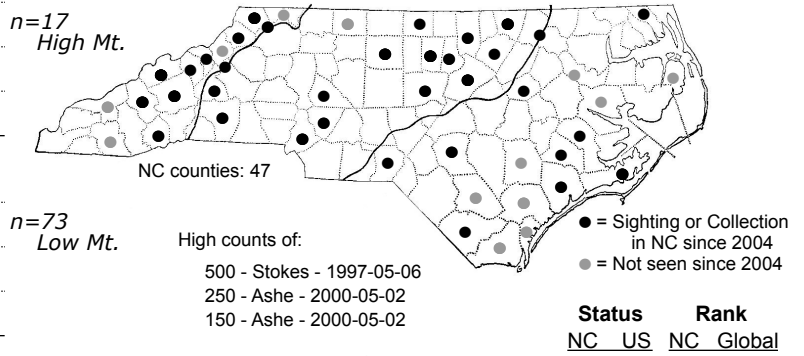 n=17
High Mt.
NC counties: 47
n=73
Low Mt.
High counts of:
500 - Stokes - 1997-05-06
250 - Ashe - 2000-05-02
150 - Ashe - 2000-05-02
● = Sighting or Collection
in NC since 2004
● = Not seen since 2004
Status Rank
NC US NC Global